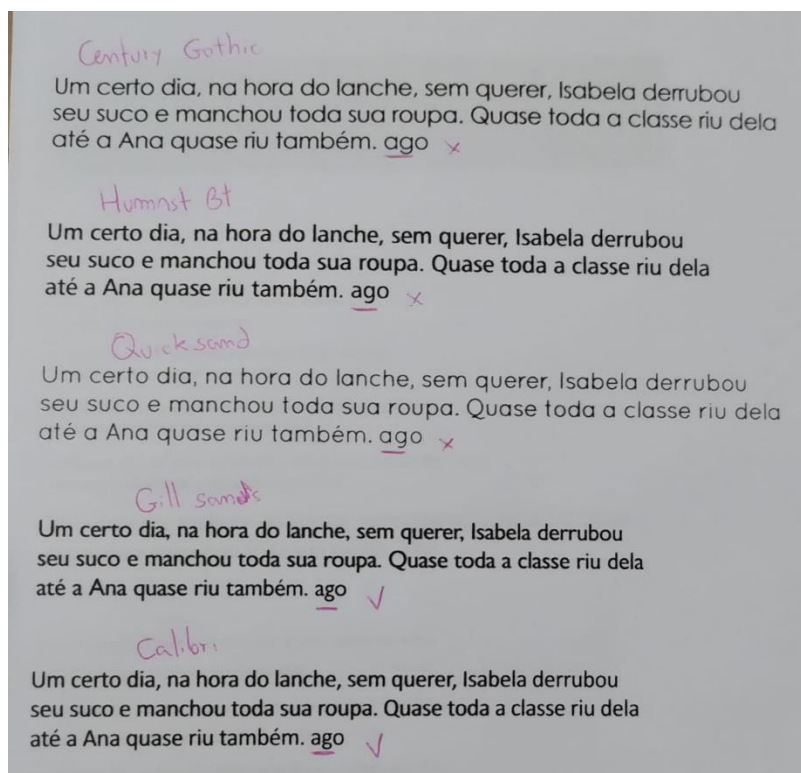 Century Gothic
Um certo dia, na hora do lanche, sem querer, Isabela derrubou
seu suco e manchou toda sua roupa. Quase toda a classe riu dela
até a Ana quase riu também. ago x
Humnst Bt
Um certo dia, na hora do lanche, sem querer, Isabela derrubou
seu suco e manchou toda sua roupa. Quase toda a classe riu dela
até a Ana quase riu também. ago x
Quicksand
Um certo dia, na hora do lanche, sem querer, Isabela derrubou
seu suco e manchou toda sua roupa. Quase toda a classe riu dela
até a Ana quase riu também. ago x
Gill sans
Um certo dia, na hora do lanche, sem querer, Isabela derrubou
seu suco e manchou toda sua roupa. Quase toda a classe riu dela
até a Ana quase riu também. ago ✓
Calibri
Um certo dia, na hora do lanche, sem querer, Isabela derrubou
seu suco e manchou toda sua roupa. Quase toda a classe riu dela
até a Ana quase riu também. ago ✓